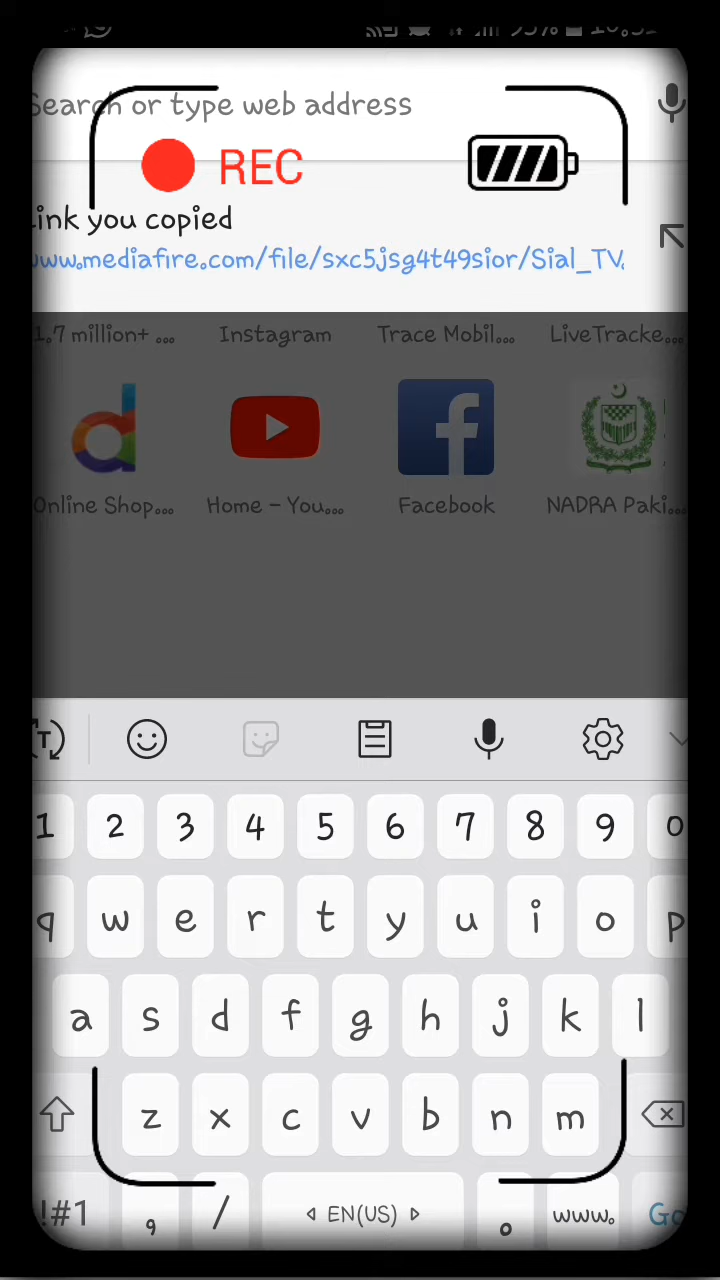 Search or type web address
REC
Link you copied
www.mediafire.com/file/sxc5jsg4t49sior/Sial_TV.
1.7 million+ ... Instagram Trace Mobil... LiveTracke...
Online Shop... Home - You... Facebook NADRA Paki...
T
1 2 3 4 5 6 7 8 9 0
q w e r t y u i o p
a s d f g h j k l
z x c v b n m
!#1 , / EN(US) . www. Go